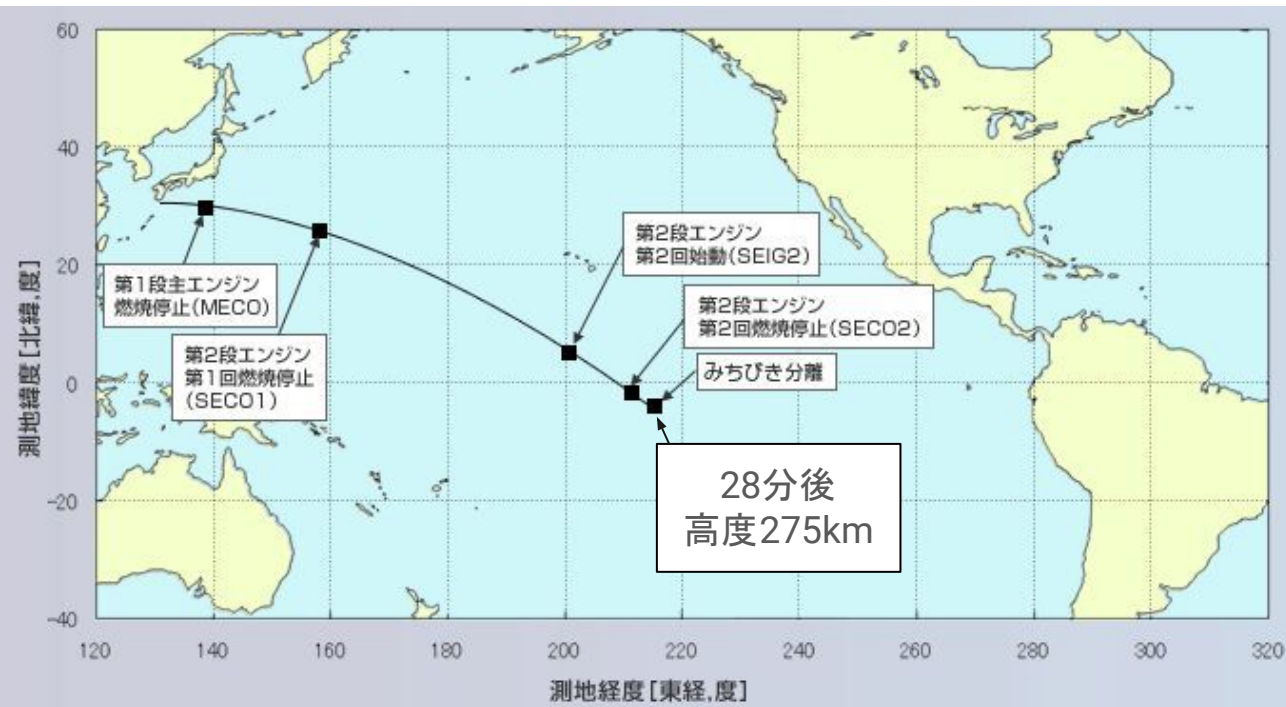 60
40
20
0
-20
-40
測地緯度[北緯,度]
第1段主エンジン
燃焼停止(MECO)
第2段エンジン
第1回燃焼停止
(SECO1)
第2段エンジン
第2回始動(SEIG2)
第2段エンジン
第2回燃焼停止(SECO2)
みちびき分離
28分後
高度275km
120
140
160
180
200
220
240
260
280
300
320
測地経度[東経,度]